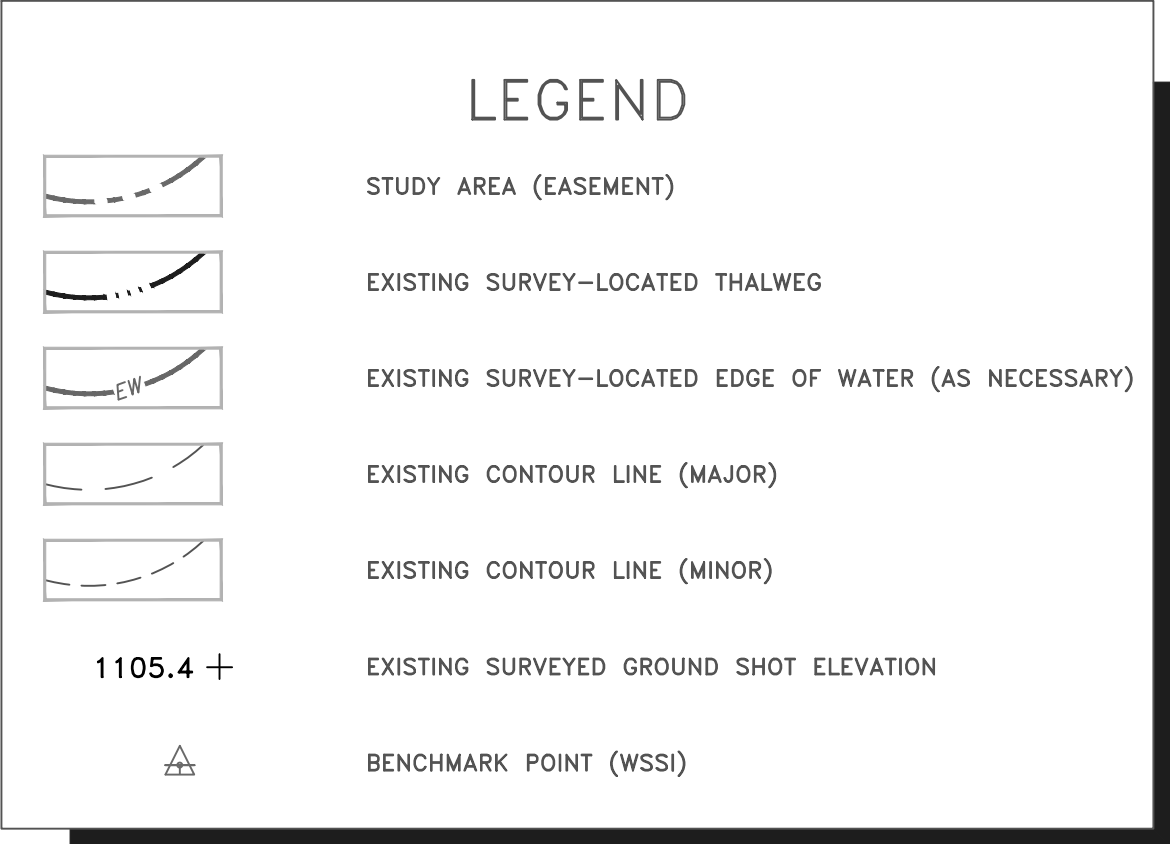 LEGEND
STUDY AREA (EASEMENT)
EXISTING SURVEY-LOCATED THALWEG
EW EXISTING SURVEY-LOCATED EDGE OF WATER (AS NECESSARY)
EXISTING CONTOUR LINE (MAJOR)
EXISTING CONTOUR LINE (MINOR)
1105.4 + EXISTING SURVEYED GROUND SHOT ELEVATION
BENCHMARK POINT (WSSI)